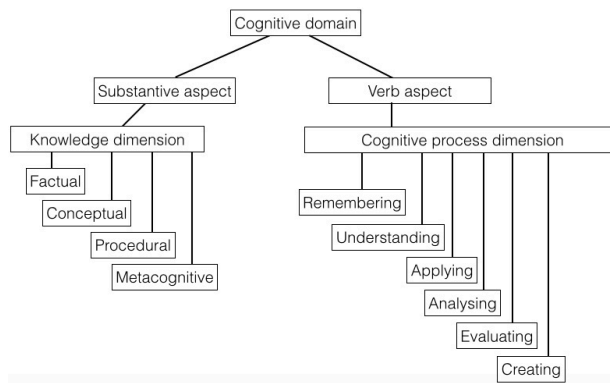 Cognitive domain
Substantive aspect
Verb aspect
Knowledge dimension
Cognitive process dimension
Factual
Conceptual
Procedural
Metacognitive
Remembering
Understanding
Applying
Analysing
Evaluating
Creating